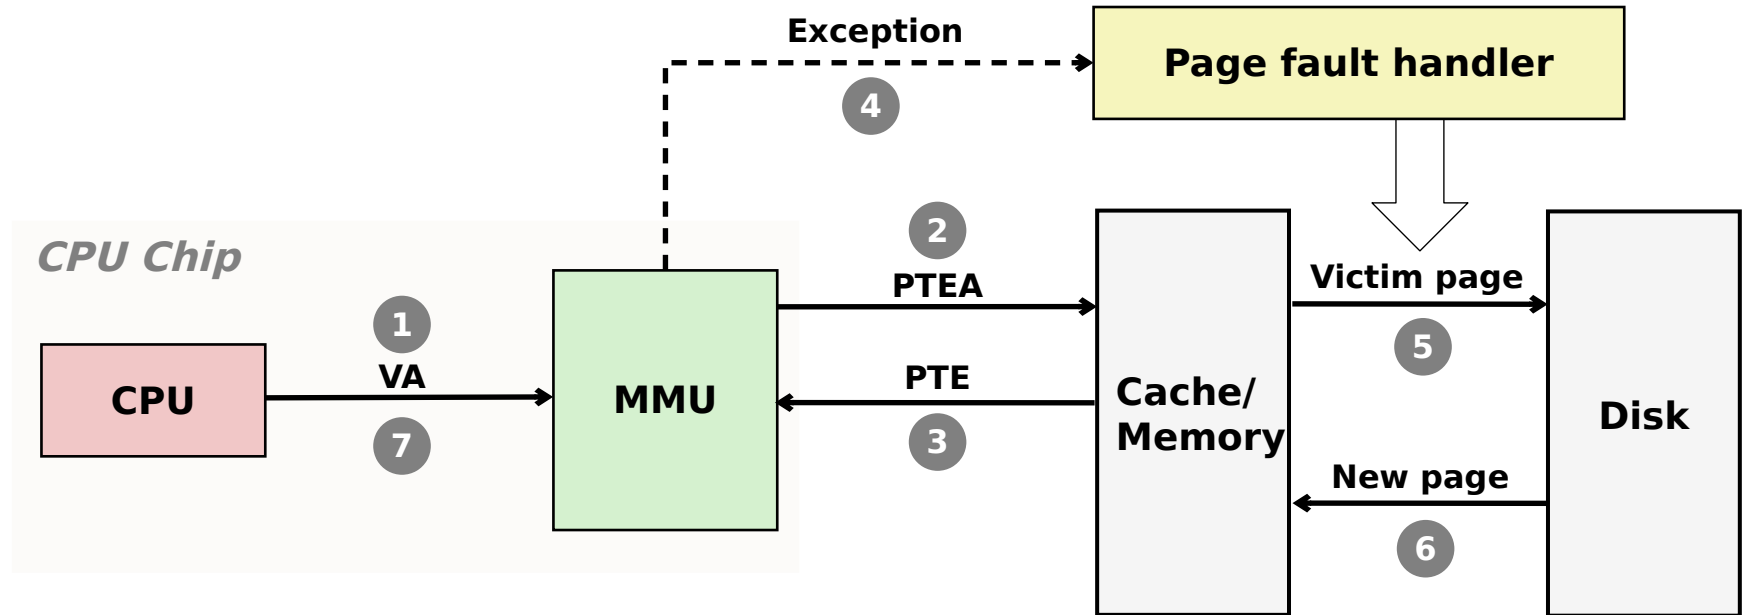 Exception
Page fault handler
4
2
CPU Chip
PTEA
Victim page
1
5
VA
PTE
CPU
MMU
Cache/
Memory
Disk
7
3
New page
6